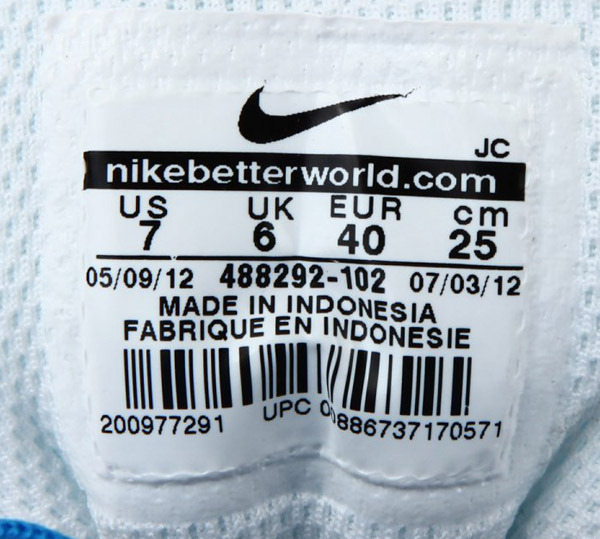 JC
nikebetterworld.com
US UK EUR cm
7 6 40 25
05/09/12 488292-102 07/03/12
MADE IN INDONESIA
FABRIQUE EN INDONESIE
200977291 UPC 00886737170571